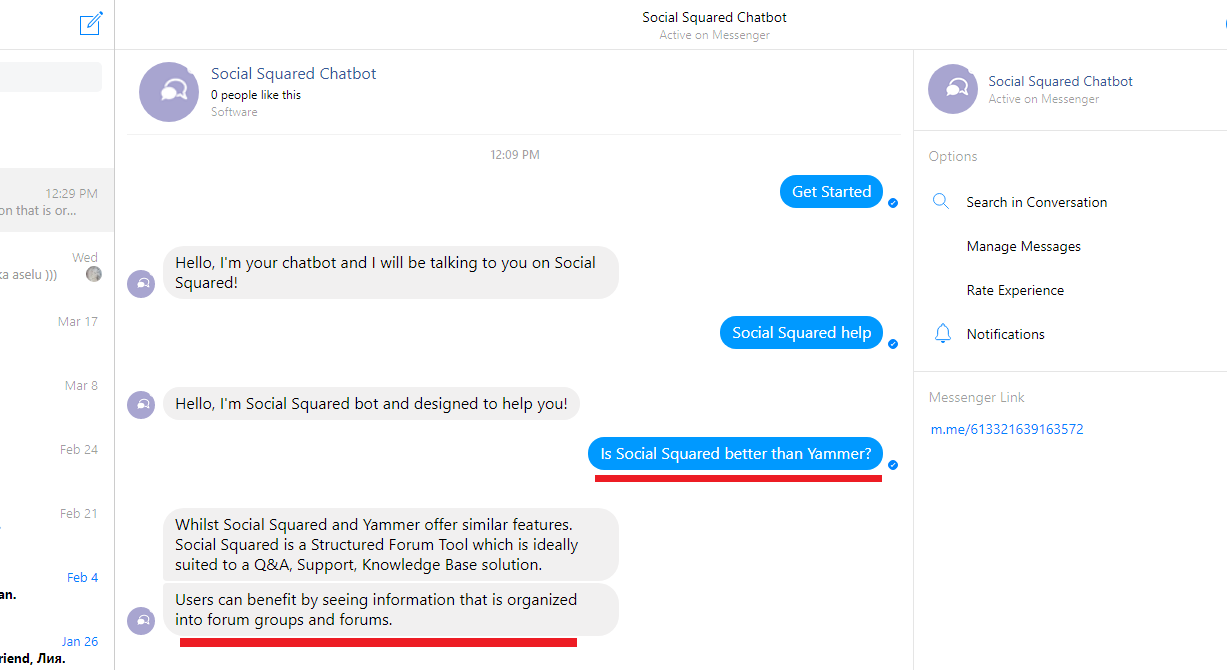 Social Squared Chatbot
Active on Messenger
Social Squared Chatbot
0 people like this
Software
12:09 PM
Get Started
Hello, I'm your chatbot and I will be talking to you on Social
Squared!
Social Squared help
Hello, I'm Social Squared bot and designed to help you!
Is Social Squared better than Yammer?
Whilst Social Squared and Yammer offer similar features.
Social Squared is a Structured Forum Tool which is ideally
suited to a Q&A, Support, Knowledge Base solution.
Users can benefit by seeing information that is organized
into forum groups and forums.
12:29 PM
on that is or...
Wed
ka aselu )))
Mar 17
Mar 8
Feb 24
Feb 21
Feb 4
an.
Jan 26
riend, Лия.
Social Squared Chatbot
Active on Messenger
Options
Search in Conversation
Manage Messages
Rate Experience
Notifications
Messenger Link
m.me/613321639163572